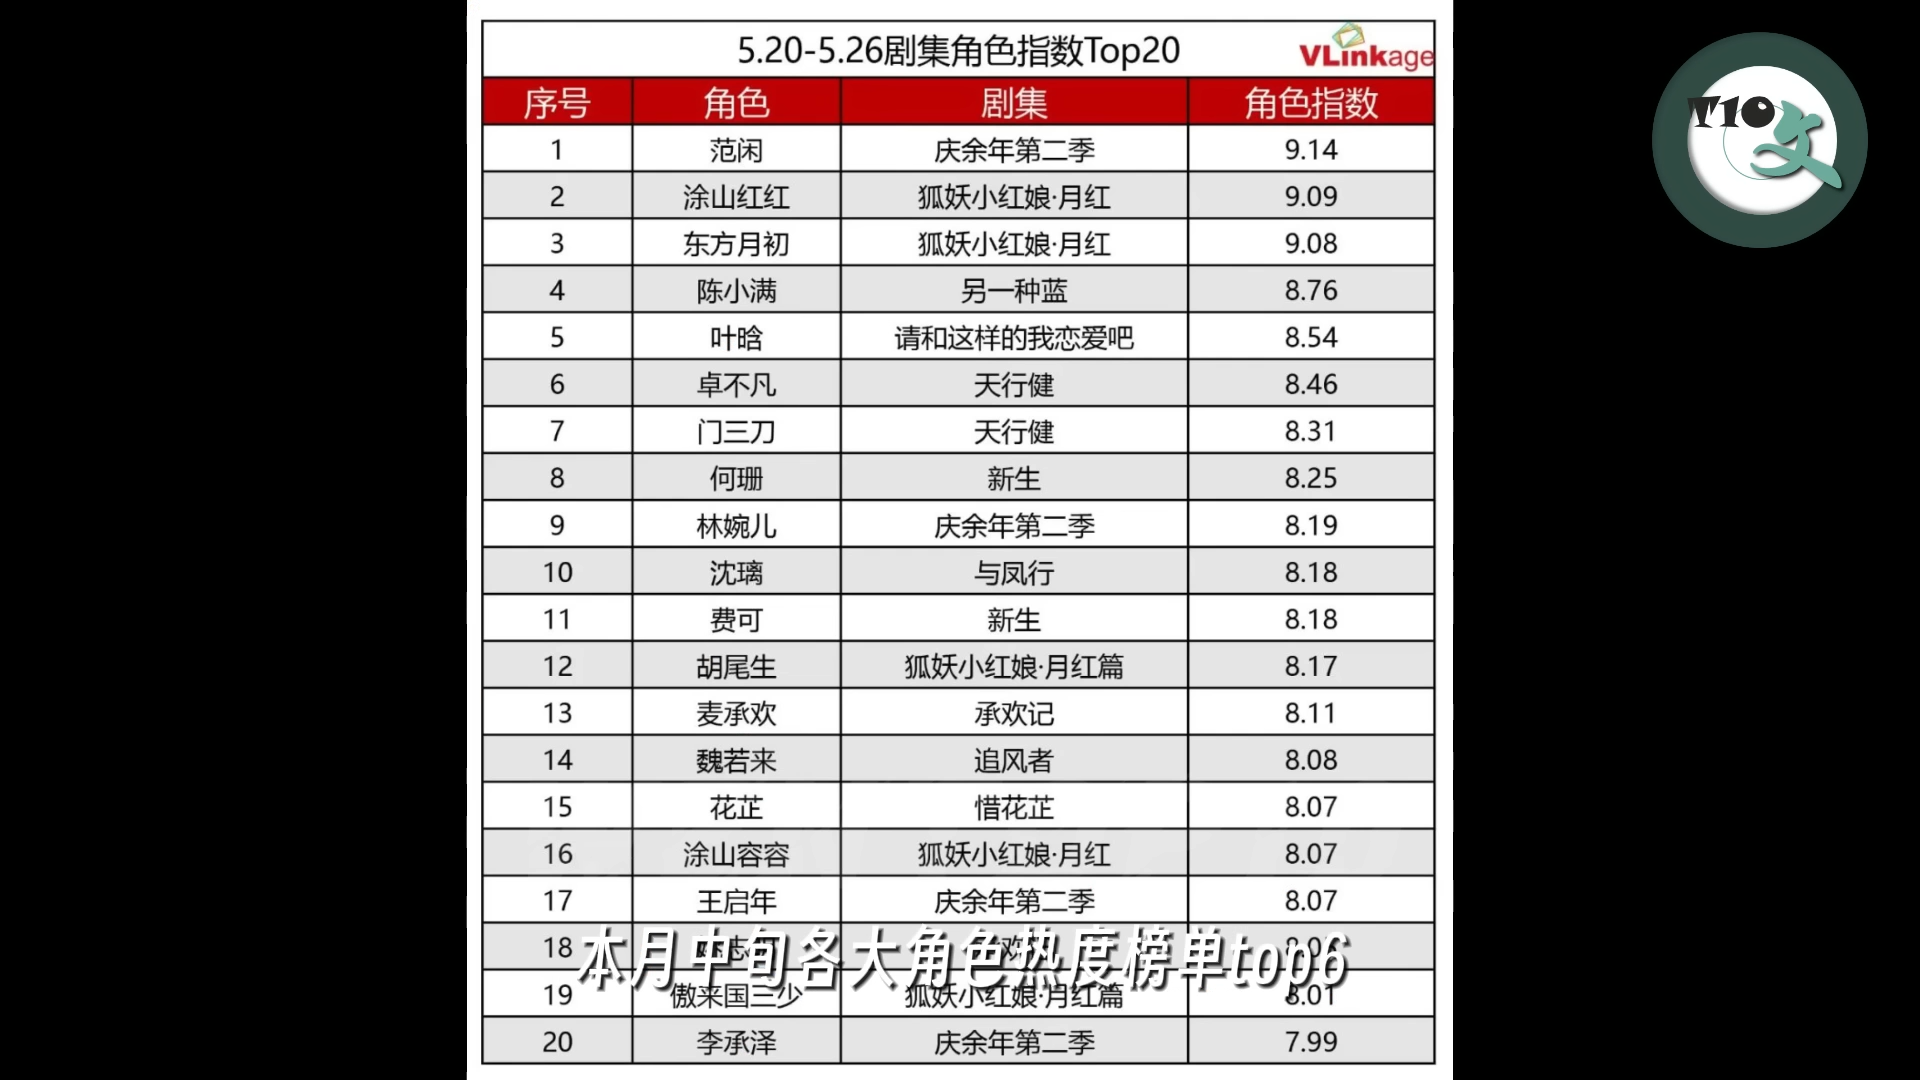 5.20-5.26剧集角色指数Top20
VLinkage
T10文
序号 角色 剧集 角色指数
1 范闲 庆余年第二季 9.14
2 涂山红红 狐妖小红娘·月红 9.09
3 东方月初 狐妖小红娘·月红 9.08
4 陈小满 另一种蓝 8.76
5 叶晗 请和这样的我恋爱吧 8.54
6 卓不凡 天行健 8.46
7 门三刀 天行健 8.31
8 何珊 新生 8.25
9 林婉儿 庆余年第二季 8.19
10 沈璃 与凤行 8.18
11 费可 新生 8.18
12 胡尾生 狐妖小红娘·月红篇 8.17
13 麦承欢 承欢记 8.11
14 魏若来 追风者 8.08
15 花芷 惜花芷 8.07
16 涂山容容 狐妖小红娘·月红 8.07
17 王启年 庆余年第二季 8.07
18
本月中旬各大角色热度榜单top6
19 傲来国三少 狐妖小红娘·月红篇 8.01
20 李承泽 庆余年第二季 7.99